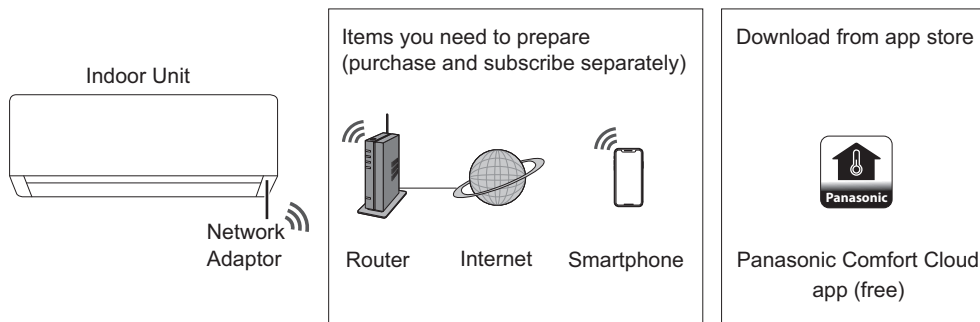 Indoor Unit
Network
Adaptor
Items you need to prepare
(purchase and subscribe separately)
Router
Internet
Smartphone
Download from app store
Panasonic
Panasonic Comfort Cloud
app (free)